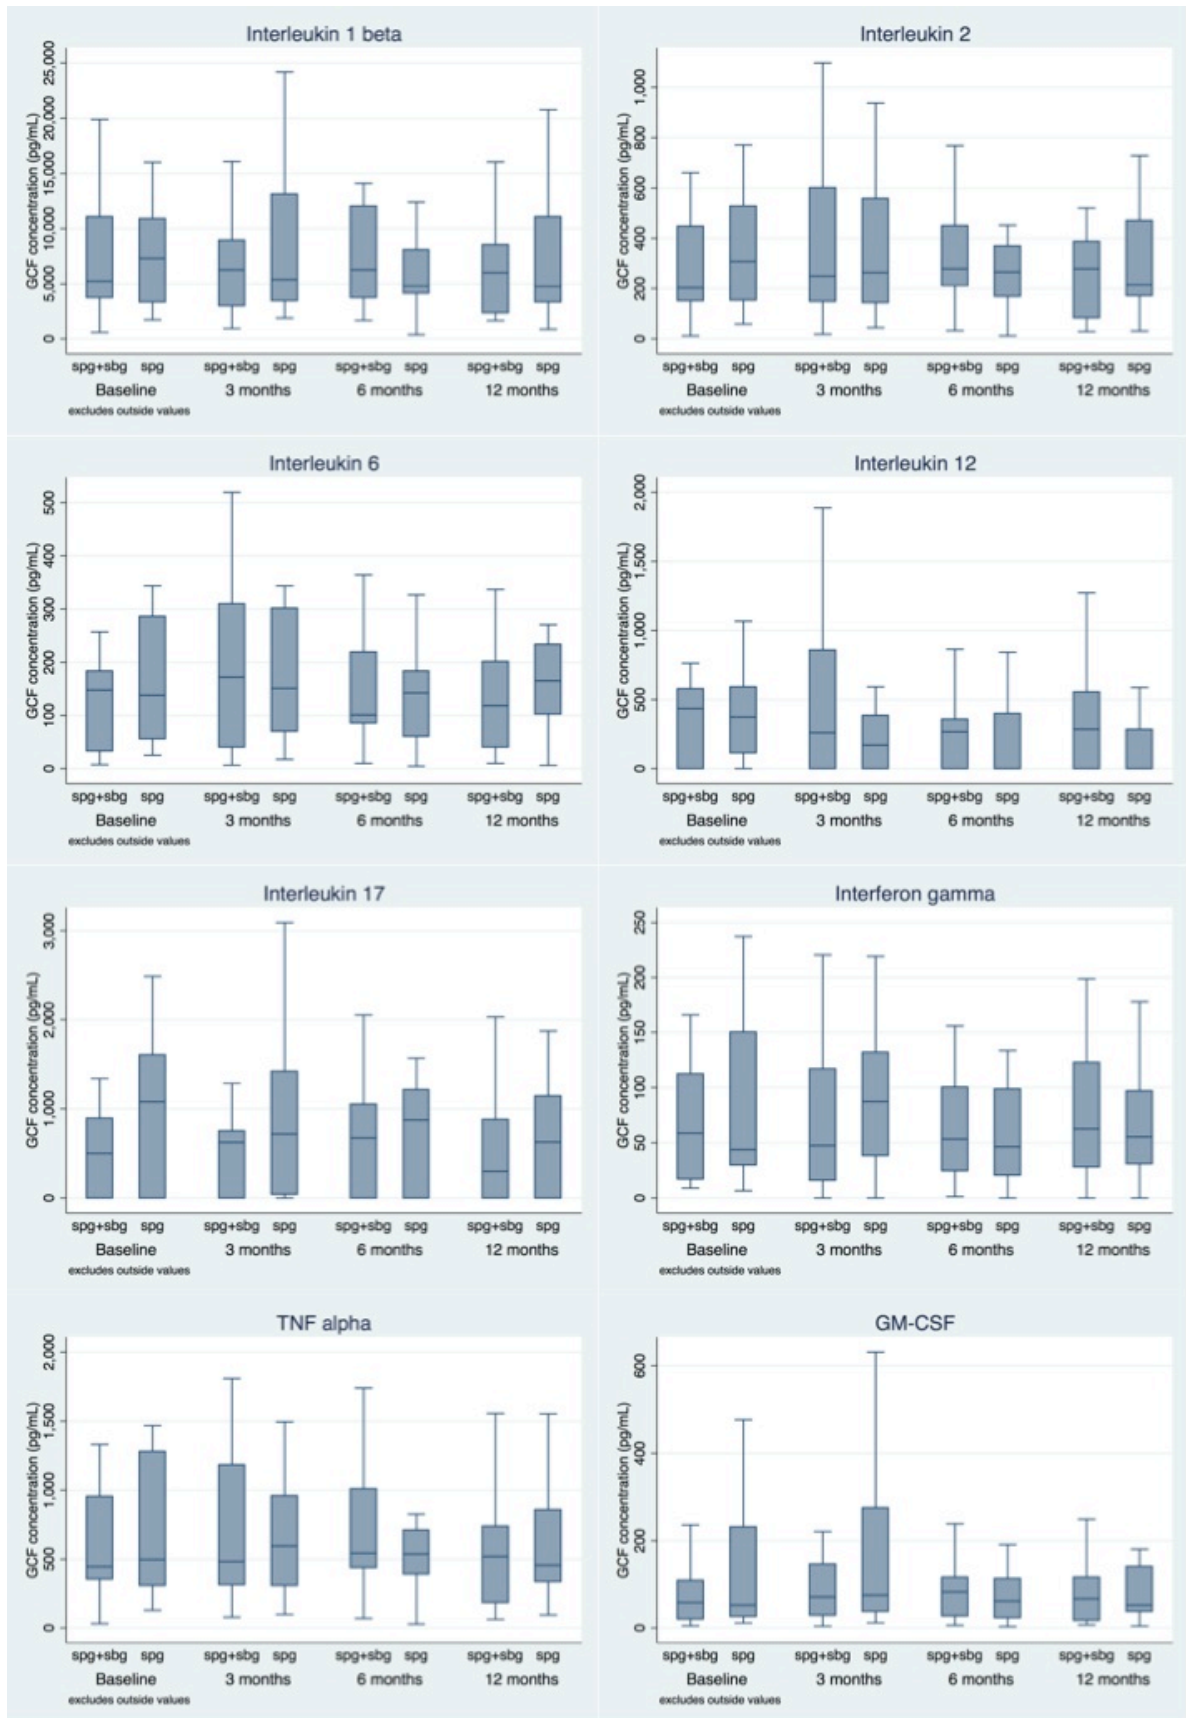 Interleukin 1 beta
GCF concentration (pg/mL)
25,000
20,000
15,000
10,000
5,000
0
spg+sbg spg spg+sbg spg spg+sbg spg spg+sbg spg
Baseline 3 months 6 months 12 months
excludes outside values
Interleukin 2
GCF concentration (pg/mL)
1,000
800
600
400
200
0
spg+sbg spg spg+sbg spg spg+sbg spg spg+sbg spg
Baseline 3 months 6 months 12 months
excludes outside values
Interleukin 6
GCF concentration (pg/mL)
500
400
300
200
100
0
spg+sbg spg spg+sbg spg spg+sbg spg spg+sbg spg
Baseline 3 months 6 months 12 months
excludes outside values
Interleukin 12
GCF concentration (pg/mL)
2,000
1,500
1,000
500
0
spg+sbg spg spg+sbg spg spg+sbg spg spg+sbg spg
Baseline 3 months 6 months 12 months
excludes outside values
Interleukin 17
GCF concentration (pg/mL)
3,000
2,000
1,000
0
spg+sbg spg spg+sbg spg spg+sbg spg spg+sbg spg
Baseline 3 months 6 months 12 months
excludes outside values
Interferon gamma
GCF concentration (pg/mL)
250
200
150
100
50
0
spg+sbg spg spg+sbg spg spg+sbg spg spg+sbg spg
Baseline 3 months 6 months 12 months
excludes outside values
TNF alpha
GCF concentration (pg/mL)
2,000
1,500
1,000
500
0
spg+sbg spg spg+sbg spg spg+sbg spg spg+sbg spg
Baseline 3 months 6 months 12 months
excludes outside values
GM-CSF
GCF concentration (pg/mL)
600
400
200
0
spg+sbg spg spg+sbg spg spg+sbg spg spg+sbg spg
Baseline 3 months 6 months 12 months
excludes outside values